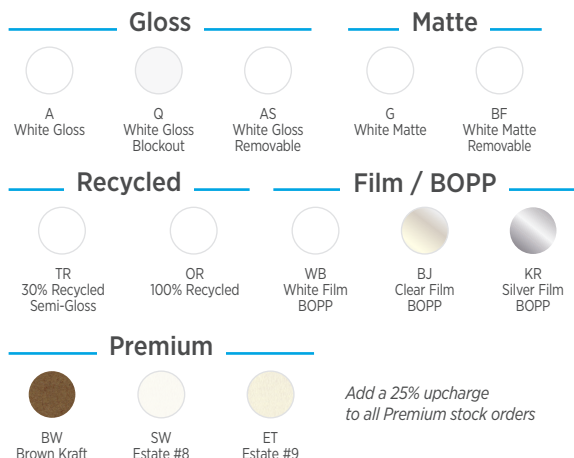 Gloss
Matte
A
White Gloss
Q
White Gloss
Blockout
AS
White Gloss
Removable
G
White Matte
BF
White Matte
Removable
Recycled
Film / BOPP
TR
30% Recycled
Semi-Gloss
OR
100% Recycled
WB
White Film
BOPP
BJ
Clear Film
BOPP
KR
Silver Film
BOPP
Premium
BW
Brown Kraft
SW
Estate #8
ET
Estate #9
Add a 25% upcharge
to all Premium stock orders